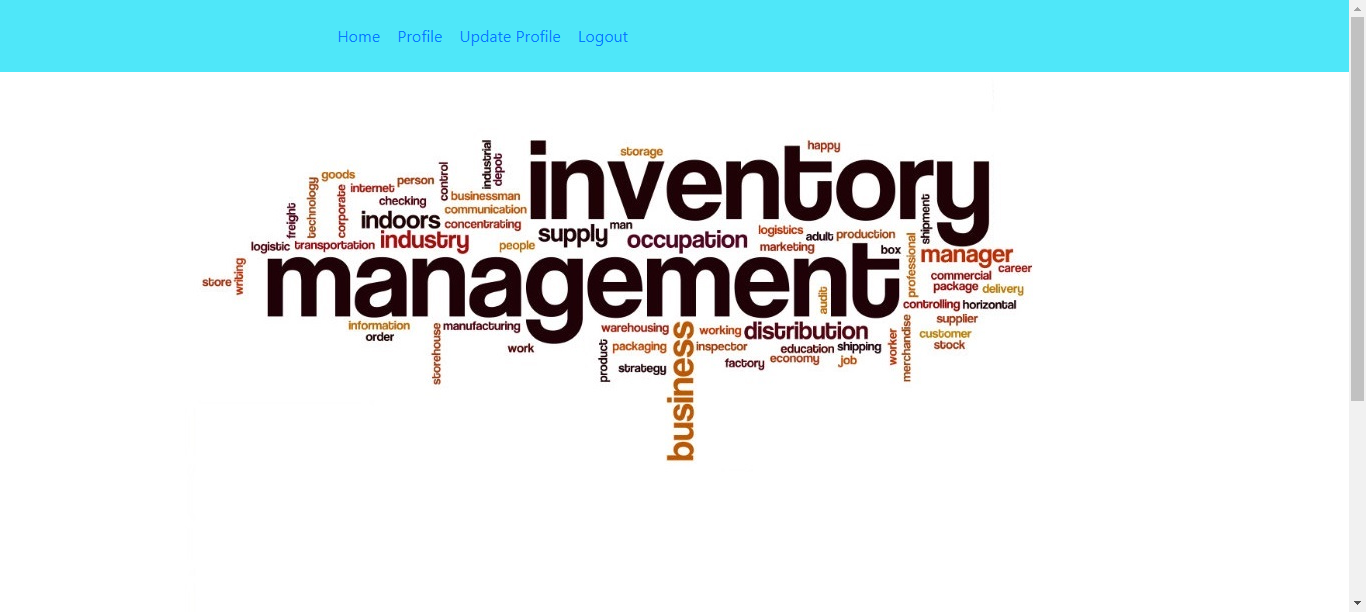 Home Profile Update Profile Logout
inventory
management
happy
storage
industrial
depot
control
goods
person
internet
technology
corporate
checking
businessman
communication
concentrating
freight
indoors
industry
logistic
transportation
people
supply
man
occupation
logistics
adult
production
marketing
box
shipment
professional
manager
career
commercial
package
delivery
store
writing
audit
controlling
horizontal
supplier
customer
stock
information
order
storehouse
manufacturing
work
warehousing
working
distribution
product
packaging
business
inspector
education
shipping
strategy
factory
economy
job
worker
merchandise